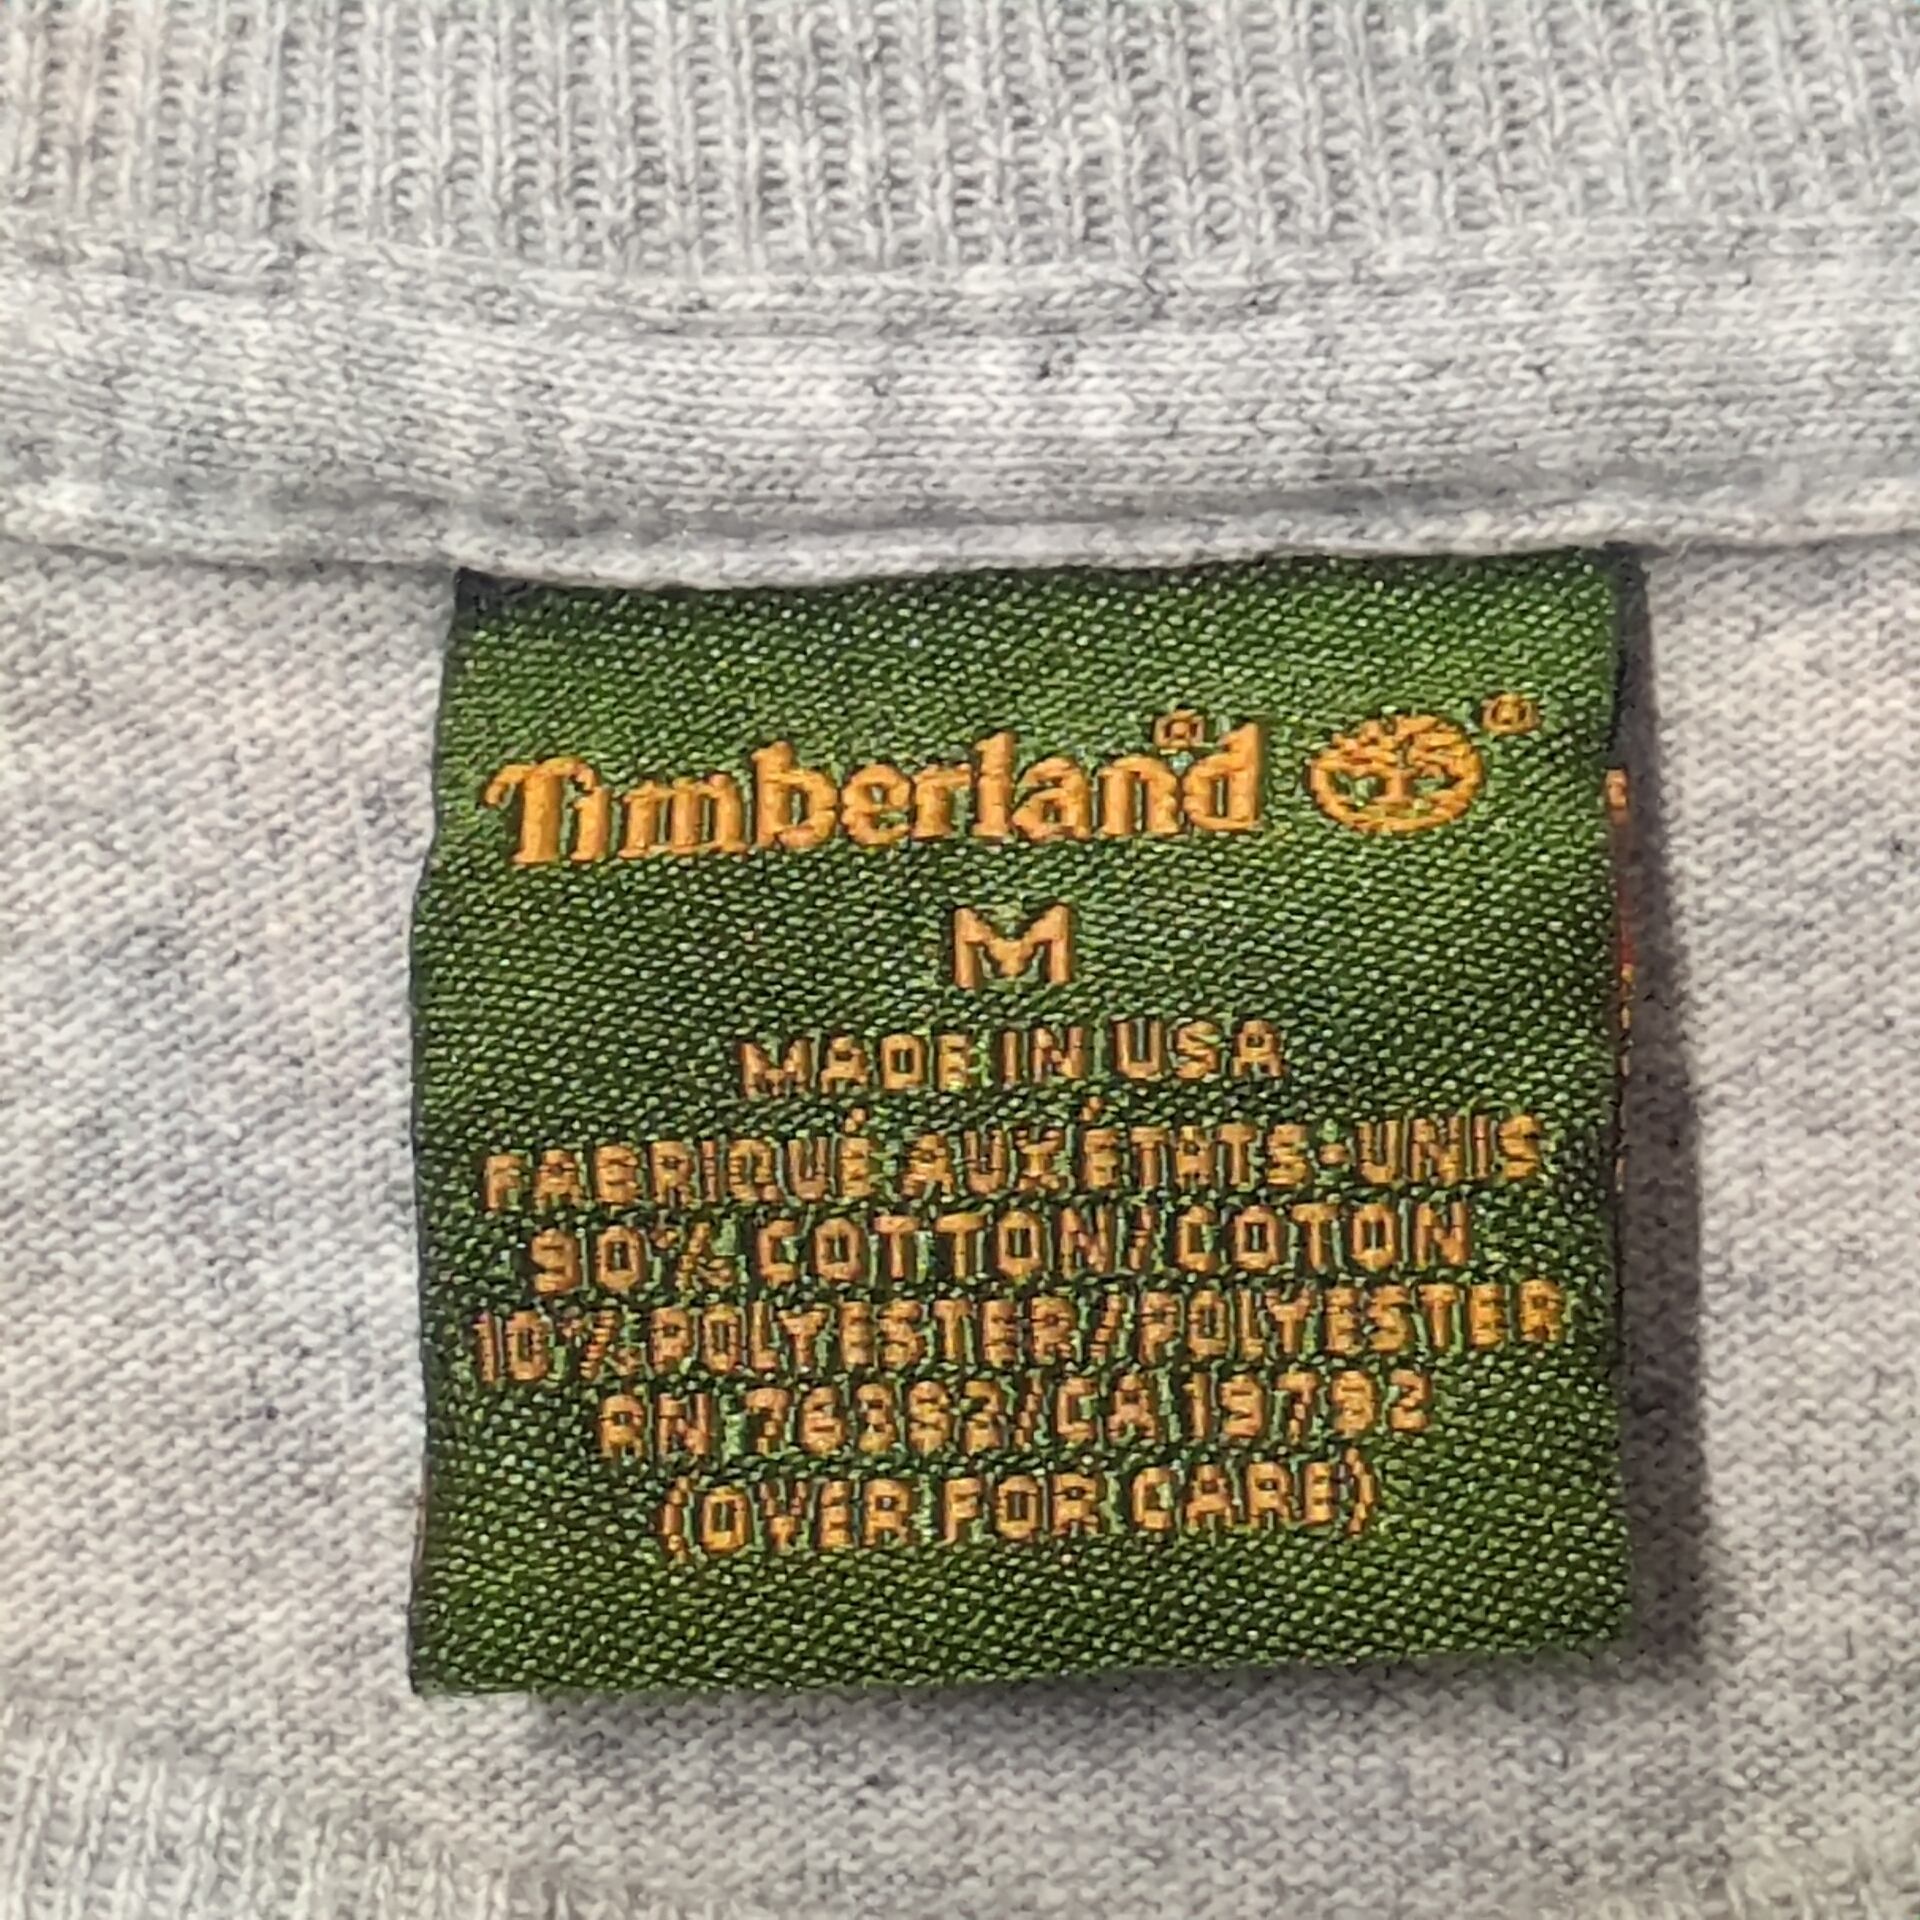 Timberland®
M
MADE IN USA
FABRIQUÉ AUX ÉTATS-UNIS
90% COTTON/COTON
10% POLYESTER/POLYESTER
RN 76392/CA 19792
(OVER FOR CARE)